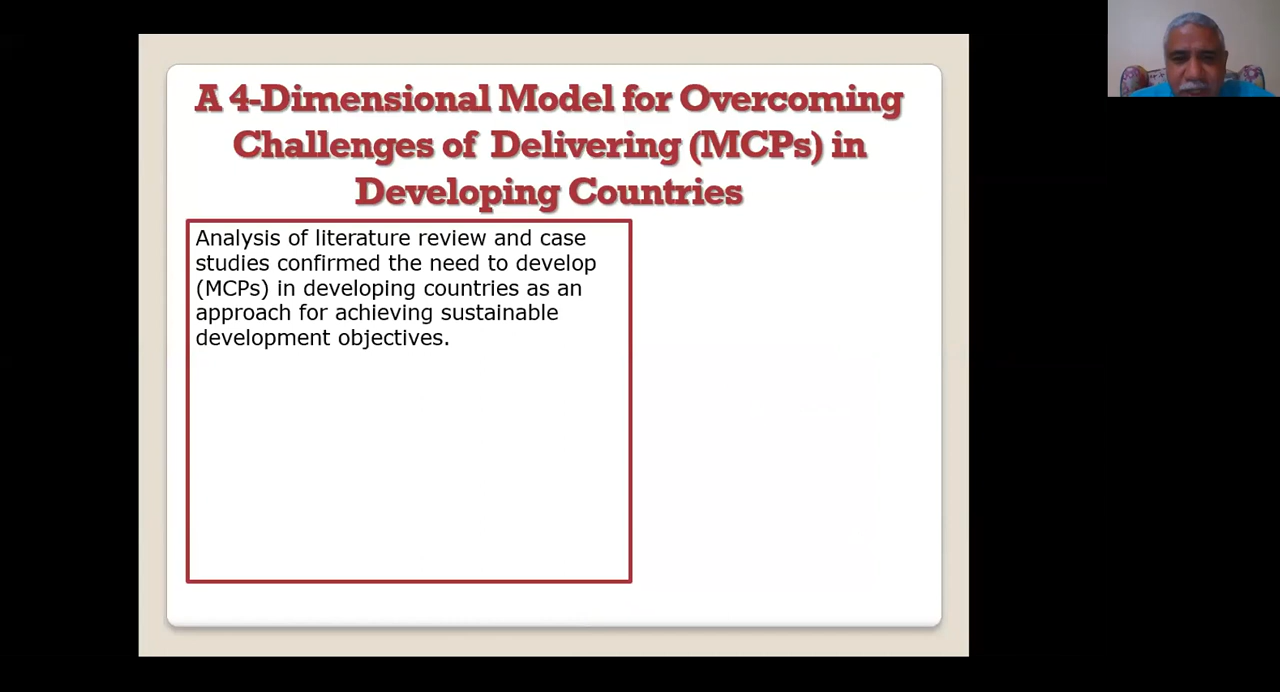 A 4-Dimensional Model for Overcoming
Challenges of Delivering (MCPs) in
Developing Countries
Analysis of literature review and case
studies confirmed the need to develop
(MCPs) in developing countries as an
approach for achieving sustainable
development objectives.